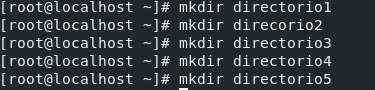 [root@localhost ~]# mkdir directorio1
[root@localhost ~]# mkdir direcorio2
[root@localhost ~]# mkdir directorio3
[root@localhost ~]# mkdir directorio4
[root@localhost ~]# mkdir directorio5